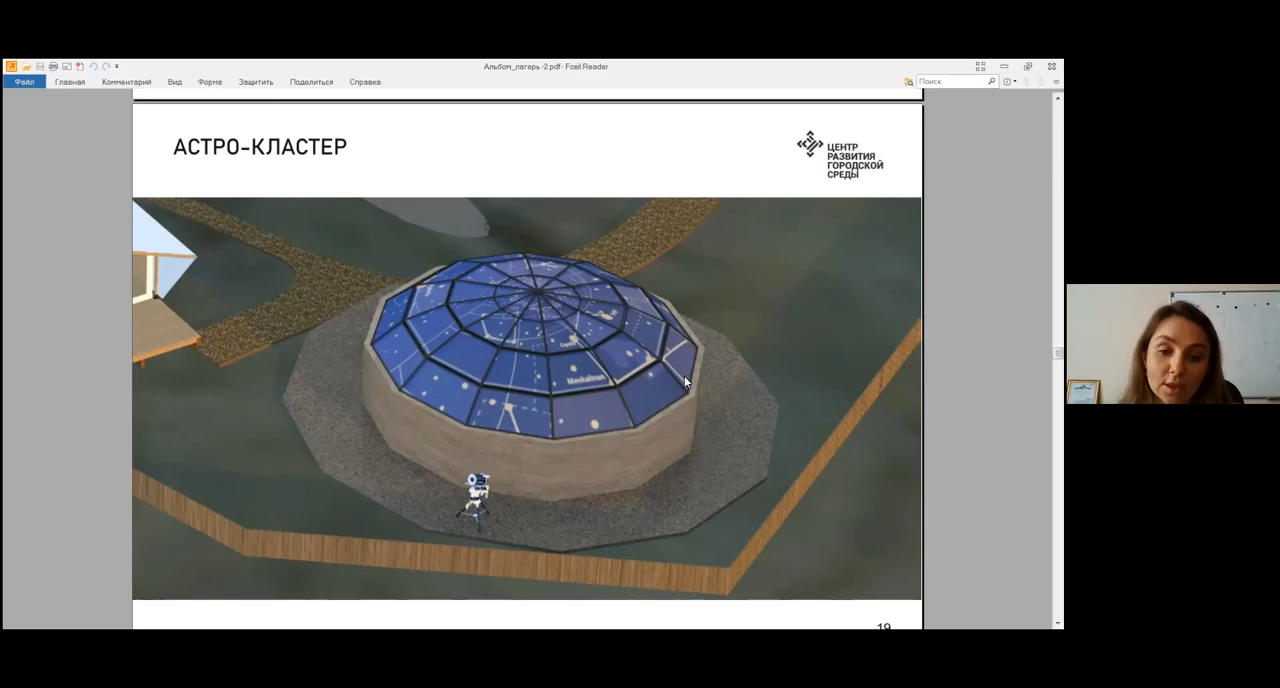 Альбом_лагерь -2.pdf - Foxit Reader
Файл Главная Комментарий Вид Форма Защитить Поделиться Справка
Поиск
АСТРО-КЛАСТЕР
ЦЕНТР
РАЗВИТИЯ
ГОРОДСКОЙ
СРЕДЫ
Menkalinan
19